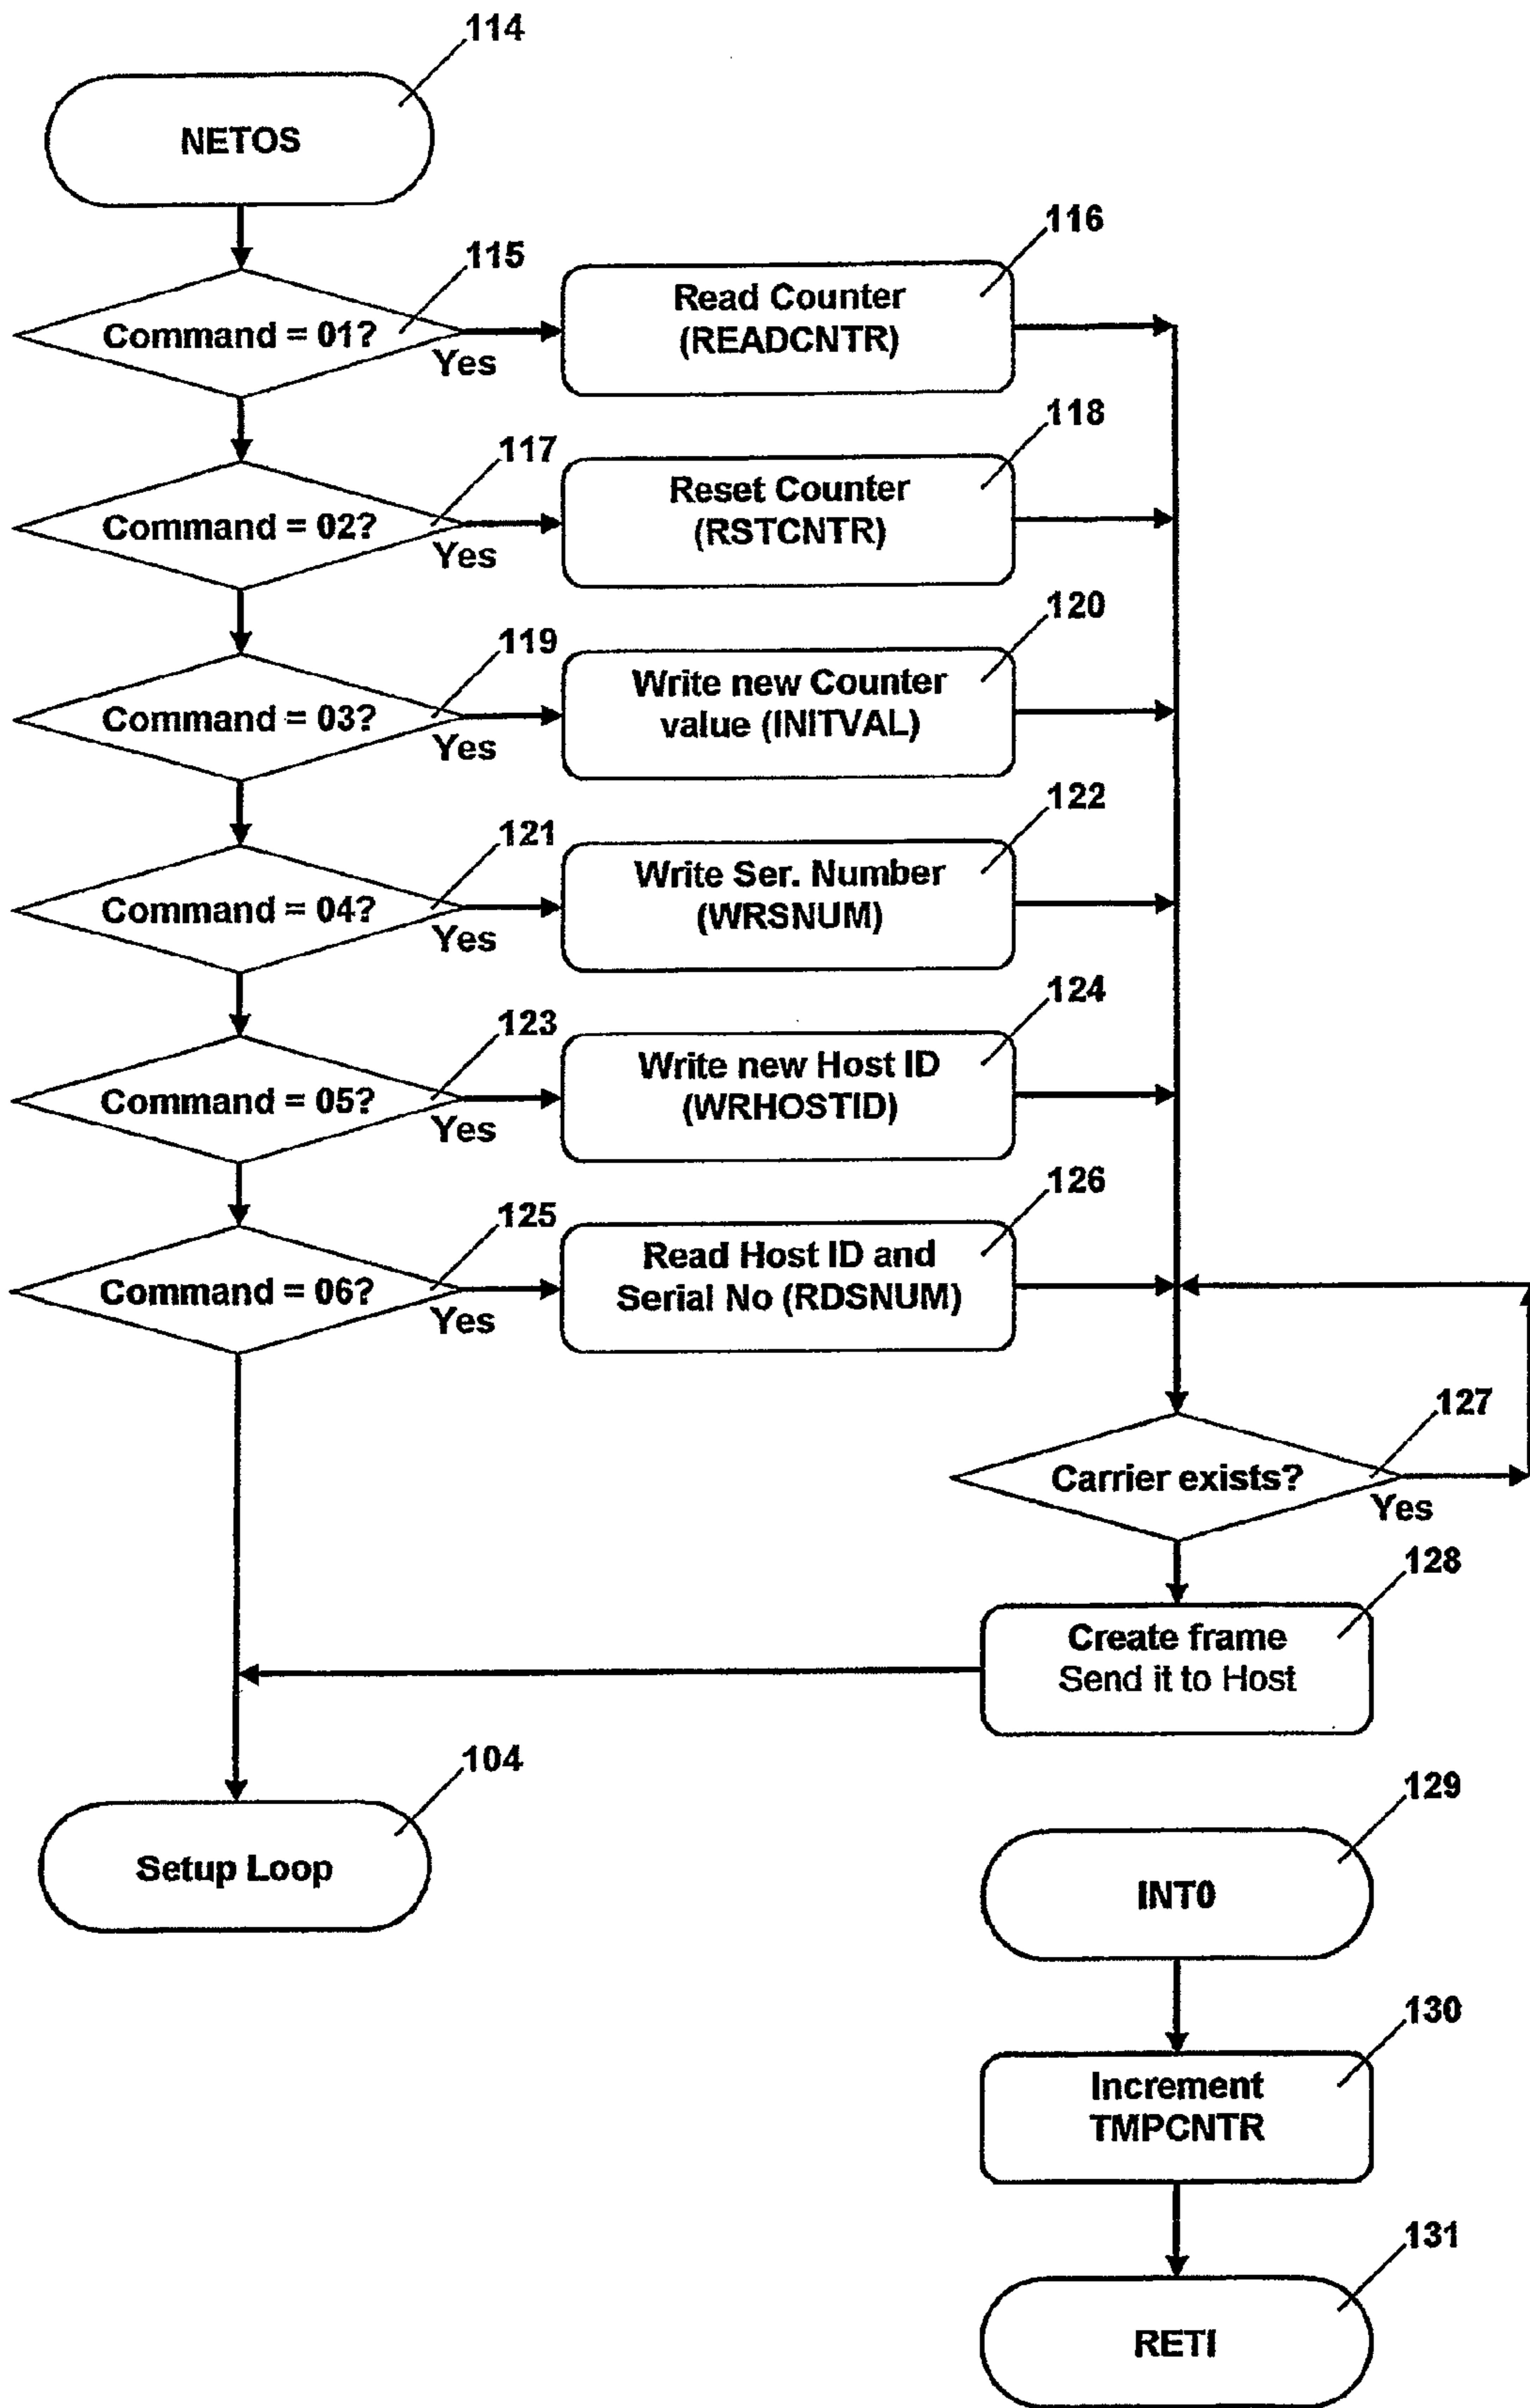 114
NETOS
115
Command = 01?
Yes
116
Read Counter
(READCNTR)
117
Command = 02?
Yes
118
Reset Counter
(RSTCNTR)
119
Command = 03?
Yes
120
Write new Counter
value (INITVAL)
121
Command = 04?
Yes
122
Write Ser. Number
(WRSNUM)
123
Command = 05?
Yes
124
Write new Host ID
(WRHOSTID)
125
Command = 06?
Yes
126
Read Host ID and
Serial No (RDSNUM)
127
Carrier exists?
Yes
128
Create frame
Send it to Host
104
Setup Loop
129
INT0
130
Increment
TMPCNTR
131
RETI